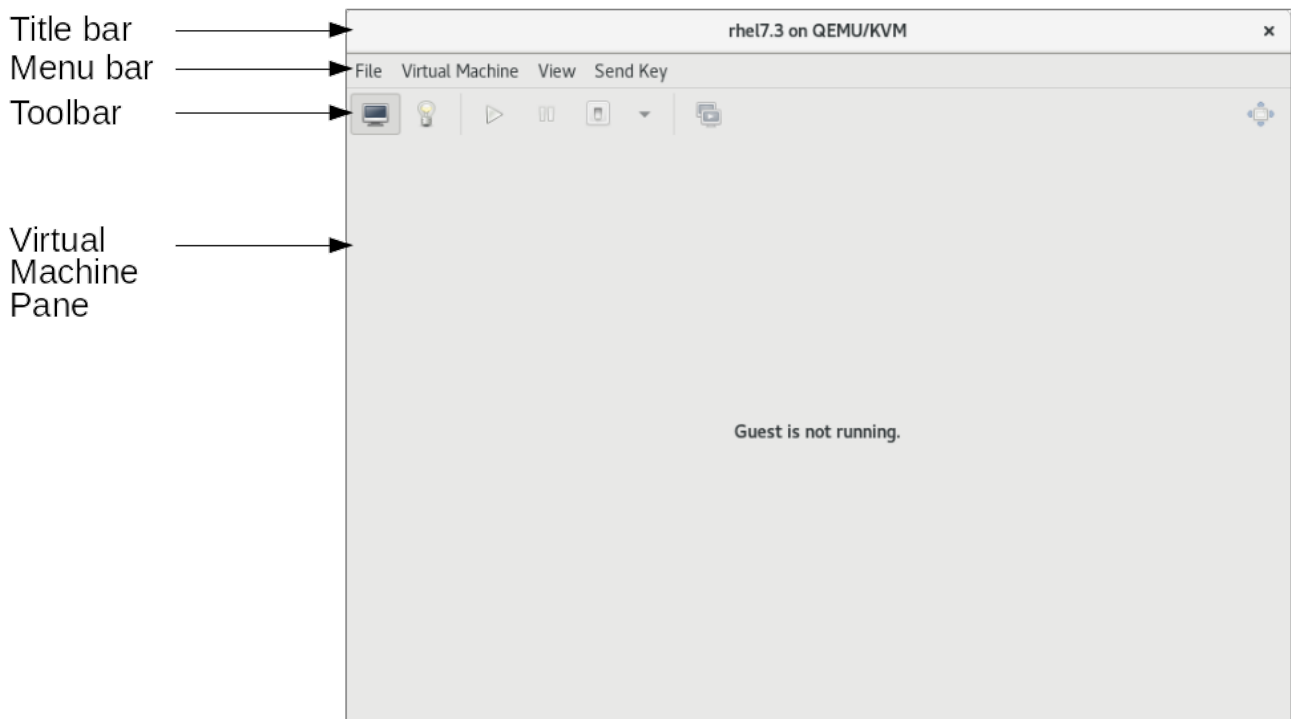 Title bar
rhel7.3 on QEMU/KVM
Menu bar
File Virtual Machine View Send Key
Toolbar
Virtual
Machine
Pane
Guest is not running.